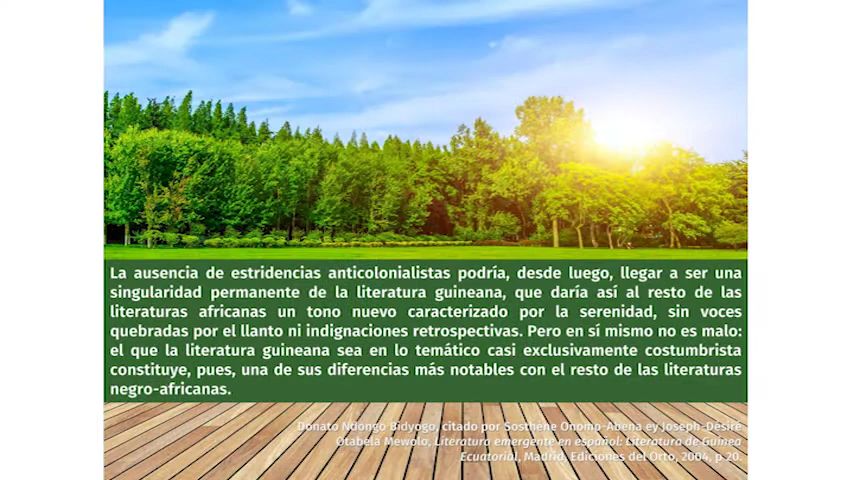 La ausencia de estridencias anticolonialistas podría, desde luego, llegar a ser una
singularidad permanente de la literatura guineana, que daría así al resto de las
literaturas africanas un tono nuevo caracterizado por la serenidad, sin voces
quebradas por el llanto ni indignaciones retrospectivas. Pero en sí mismo no es malo:
el que la literatura guineana sea en lo temático casi exclusivamente costumbrista
constituye, pues, una de sus diferencias más notables con el resto de las literaturas
negro-africanas.
Donato Ndongo Bidyogo, citado por Sosthène Onomo-Abena ey Joseph-Désiré
Otabela Mewolo, Literatura emergente en español: Literatura de Guinea
Ecuatorial, Madrid, Ediciones del Orto, 2004, p.20.